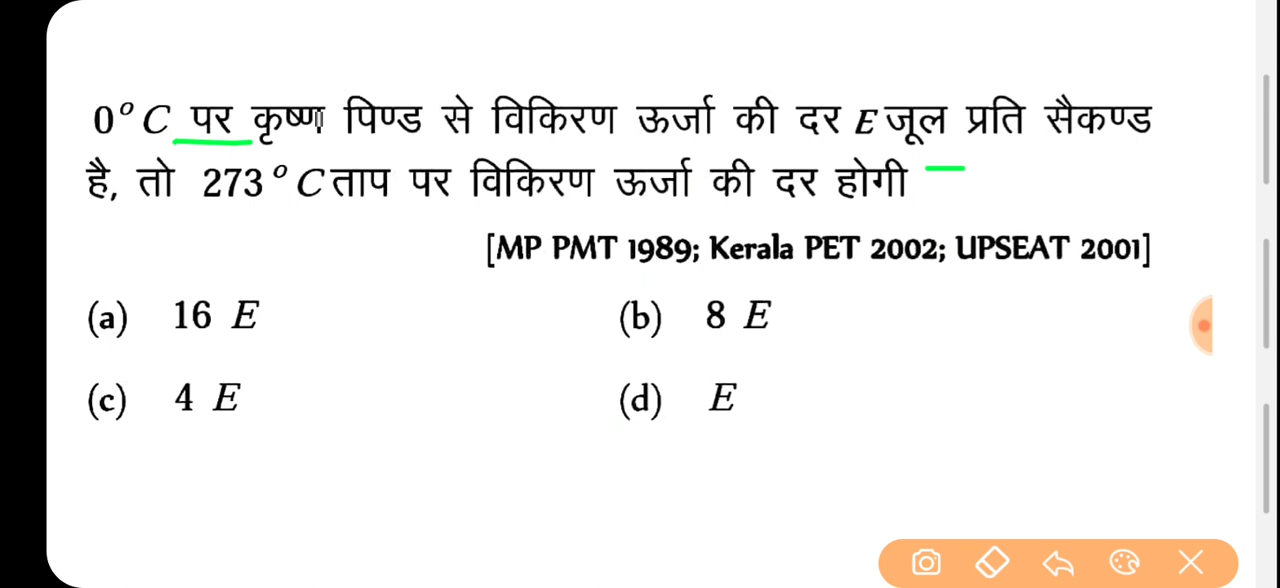 0°C पर कृष्ण पिण्ड से विकिरण ऊर्जा की दर E जूल प्रति सैकण्ड
है, तो 273°C ताप पर विकिरण ऊर्जा की दर होगी
[MP PMT 1989; Kerala PET 2002; UPSEAT 2001]
(a) 16 E (b) 8 E
(c) 4 E (d) E